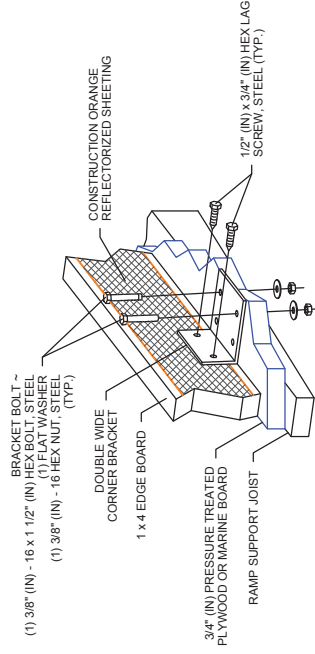 BRACKET BOLT ~
(1) 3/8" (IN) - 16 x 1 1/2" (IN) HEX BOLT, STEEL
(1) FLAT WASHER
(1) 3/8" (IN) - 16 HEX NUT, STEEL
(TYP.)
DOUBLE WIDE
CORNER BRACKET
1 x 4 EDGE BOARD
3/4" (IN) PRESSURE TREATED
PLYWOOD OR MARINE BOARD
RAMP SUPPORT JOIST
CONSTRUCTION ORANGE
REFLECTORIZED SHEETING
1/2" (IN) x 3/4" (IN) HEX LAG
SCREW, STEEL (TYP.)